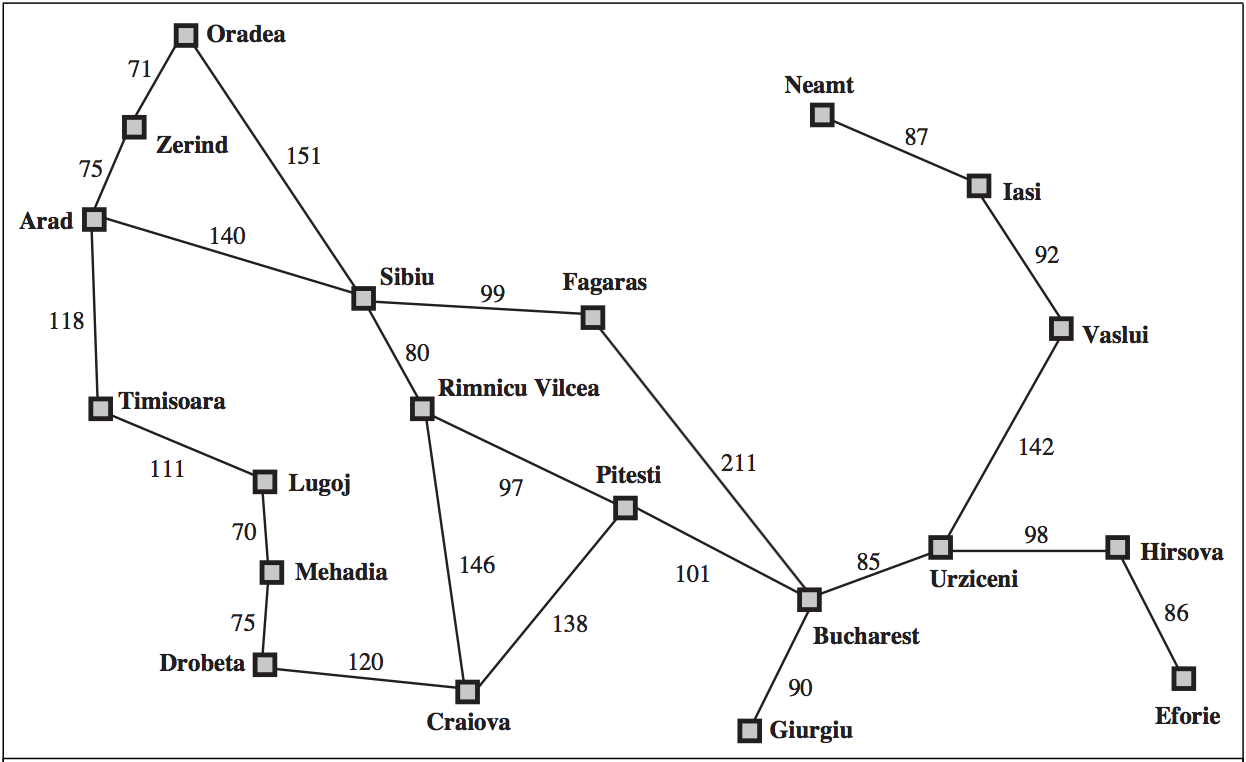 Oradea
71
Neamt
87
Zerind
151
75
Iasi
Arad
140
92
Sibiu
99
Fagaras
118
80
Vaslui
Rimnicu Vilcea
Timisoara
142
211
Pitesti
111
97
Lugoj
70
98
Mehadia
146
101
85
Hirsova
Urziceni
75
138
86
Bucharest
Drobeta
120
90
Craiova
Giurgiu
Eforie